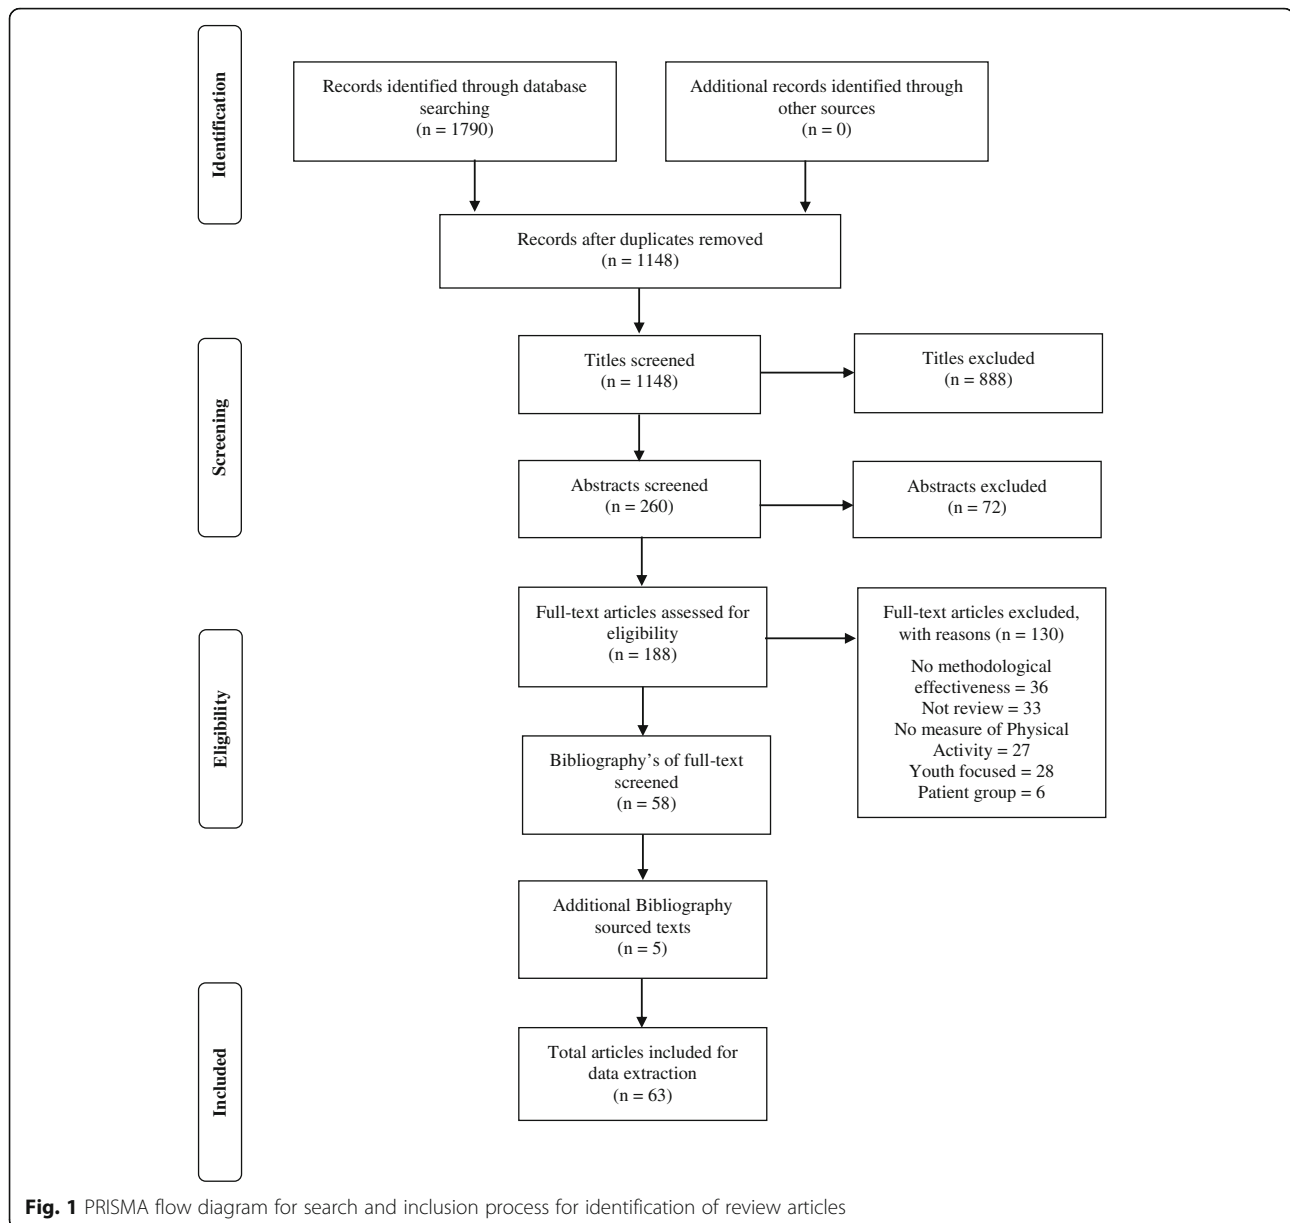 Identification
Records identified through database
searching
(n = 1790)
Additional records identified through
other sources
(n = 0)
Records after duplicates removed
(n = 1148)
Screening
Titles screened
(n = 1148)
Titles excluded
(n = 888)
Abstracts screened
(n = 260)
Abstracts excluded
(n = 72)
Eligibility
Full-text articles assessed for
eligibility
(n = 188)
Full-text articles excluded,
with reasons (n = 130)
No methodological
effectiveness = 36
Not review = 33
No measure of Physical
Activity = 27
Youth focused = 28
Patient group = 6
Bibliography's of full-text
screened
(n = 58)
Additional Bibliography
sourced texts
(n = 5)
Included
Total articles included for
data extraction
(n = 63)
Fig. 1 PRISMA flow diagram for search and inclusion process for identification of review articles